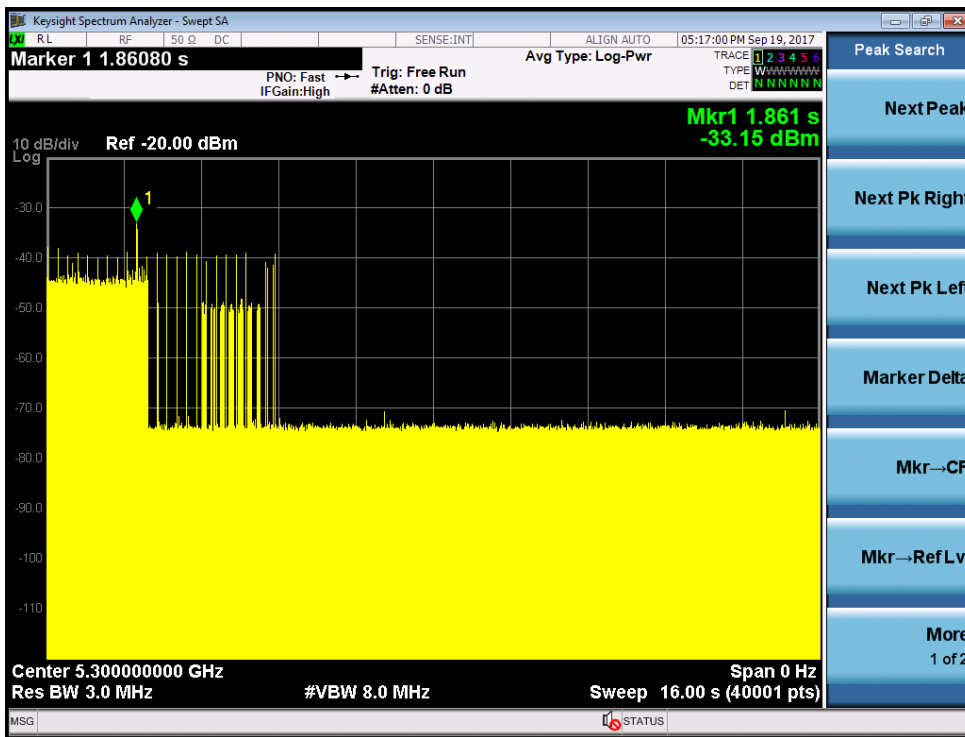 Keysight Spectrum Analyzer - Swept SA
LXI RL RF 50 Ω DC SENSE:INT ALIGN AUTO 05:17:00 PM Sep 19, 2017
Marker 1 1.86080 s
PNO: Fast
IFGain:High
Trig: Free Run
#Atten: 0 dB
Avg Type: Log-Pwr
TRACE 1 2 3 4 5 6
TYPE WWWWWW
DET N N N N N N
Mkr1 1.861 s
-33.15 dBm
10 dB/div Ref -20.00 dBm
Log
1
-30.0
-40.0
-50.0
-60.0
-70.0
-80.0
-90.0
-100
-110
Center 5.300000000 GHz Span 0 Hz
Res BW 3.0 MHz #VBW 8.0 MHz Sweep 16.00 s (40001 pts)
MSG STATUS
Peak Search
Next Peak
Next Pk Right
Next Pk Left
Marker Delta
Mkr→CF
Mkr→Ref Lv
More
1 of 2